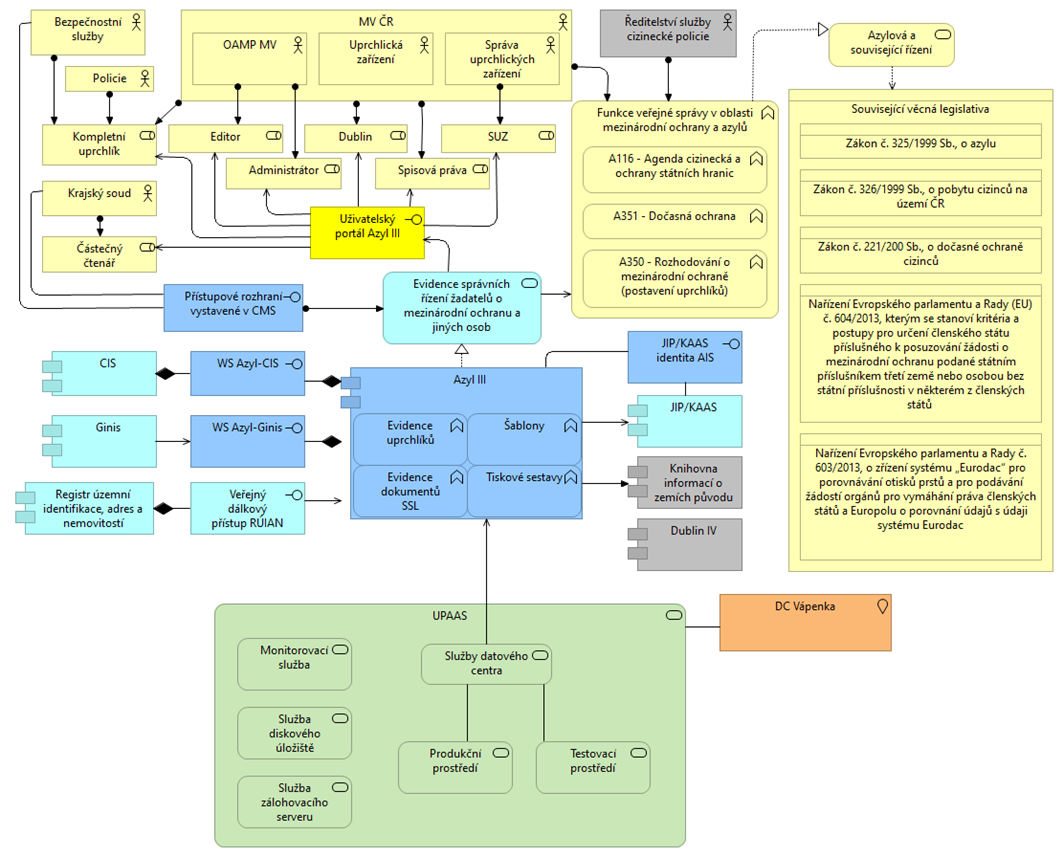 Bezpečnostní
služby
MV ČR
OAMP MV
Uprchlická
zařízení
Správa
uprchlických
zařízení
Ředitelství služby
cizinecké policie
Azylová a
související řízení
Policie
Kompletní
uprchlík
Editor
Dublin
SUZ
Administrátor
Spisová práva
Funkce veřejné správy v oblasti
mezinárodní ochrany a azylů
A116 - Agenda cizinecká a
ochrany státních hranic
A351 - Dočasná ochrana
A350 - Rozhodování o
mezinárodní ochraně
(postavení uprchlíků)
Související věcná legislativa
Zákon č. 325/1999 Sb., o azylu
Zákon č. 326/1999 Sb., o pobytu cizinců na
území ČR
Zákon č. 221/200 Sb., o dočasné ochraně
cizinců
Nařízení Evropského parlamentu a Rady (EU)
č. 604/2013, kterým se stanoví kritéria a
postupy pro určení členského státu
příslušného k posuzování žádosti o
mezinárodní ochranu podané státním
příslušníkem třetí země nebo osobou bez
státní příslušnosti v některém z členských
států
Nařízení Evropského parlamentu a Rady č.
603/2013, o zřízení systému „Eurodac“ pro
porovnávání otisků prstů a pro podávání
žádostí orgánů pro vymáhání práva členských
států a Europolu o porovnání údajů s údaji
systému Eurodac
Krajský soud
Částečný
čtenář
Uživatelský
portál Azyl III
Přístupové rozhraní
vystavené v CMS
Evidence správních
řízení žadatelů o
mezinárodní ochranu a
jiných osob
CIS
WS Azyl-CIS
Ginis
WS Azyl-Ginis
Registr územní
identifikace, adres a
nemovitostí
Veřejný
dálkový
přístup RUIAN
Azyl III
Evidence
uprchlíků
Šablony
Evidence
dokumentů
SSL
Tiskové sestavy
JIP/KAAS
identita AIS
JIP/KAAS
Knihovna
informací o
zemích původu
Dublin IV
UPAAS
Monitorovací
služba
Služba
diskového
úložiště
Služba
zálohovacího
serveru
Služby datového
centra
Produkční
prostředí
Testovací
prostředí
DC Vápenka